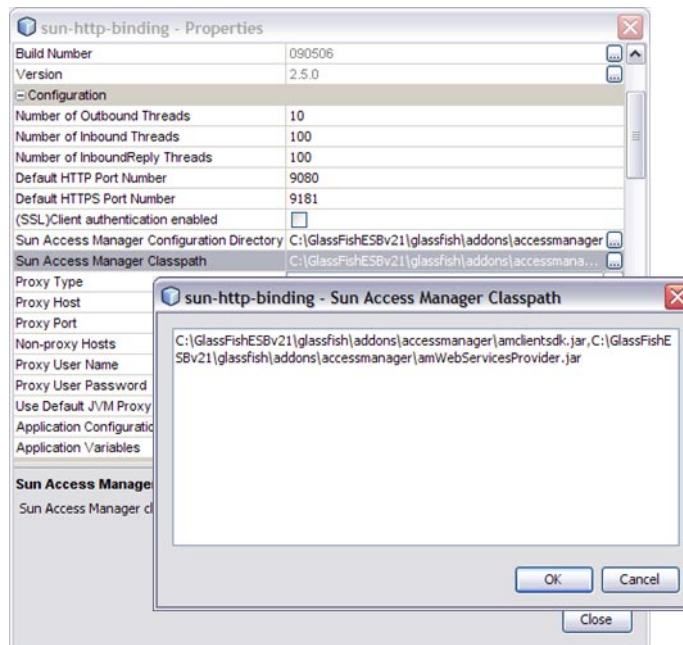 sun-http-binding - Properties
Build Number 090506 ...
Version 2.5.0 ...
Configuration
Number of Outbound Threads 10
Number of Inbound Threads 100
Number of InboundReply Threads 100
Default HTTP Port Number 9080
Default HTTPS Port Number 9181
(SSL)Client authentication enabled
Sun Access Manager Configuration Directory C:\GlassFishESBv21\glassfish\addons\accessmanager ...
Sun Access Manager Classpath C:\GlassFishESBv21\glassfish\addons\accessmana... ...
Proxy Type
Proxy Host
Proxy Port
Non-proxy Hosts
Proxy User Name
Proxy User Password
Use Default JVM Proxy
Application Configuratio
Application Variables
Sun Access Manage
Sun Access Manager cl
sun-http-binding - Sun Access Manager Classpath
C:\GlassFishESBv21\glassfish\addons\accessmanager\amclientsdk.jar,C:\GlassFishE
SBv21\glassfish\addons\accessmanager\amWebServicesProvider.jar
OK Cancel
Close